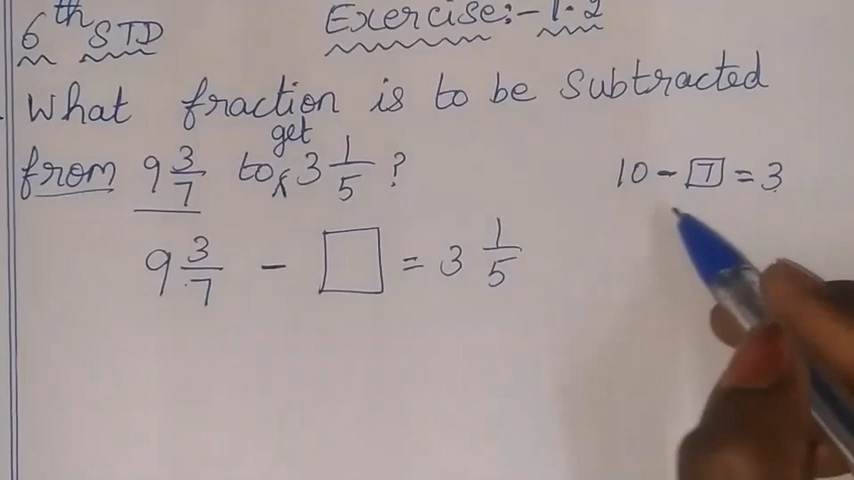 6th STD
Exercise:- 1.2
What fraction is to be subtracted
from 9 3/7 to get 3 1/5 ?
10 - 7 = 3
9 3/7 - □ = 3 1/5